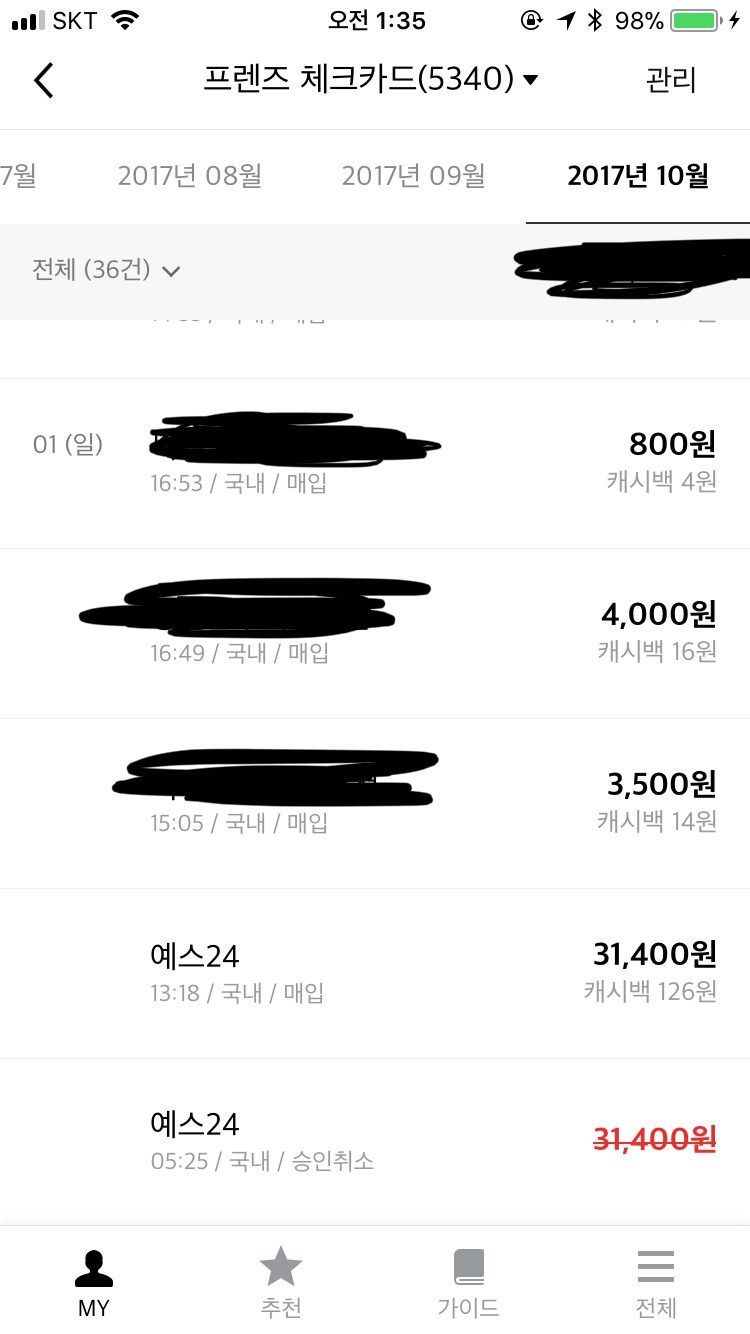 SKT 오전 1:35 98%
프렌즈 체크카드(5340) 관리
7월 2017년 08월 2017년 09월 2017년 10월
전체 (36건)
01 (일) 800원
16:53 / 국내 / 매입 캐시백 4원
4,000원
16:49 / 국내 / 매입 캐시백 16원
3,500원
15:05 / 국내 / 매입 캐시백 14원
예스24 31,400원
13:18 / 국내 / 매입 캐시백 126원
예스24 31,400원
05:25 / 국내 / 승인취소
MY 추천 가이드 전체